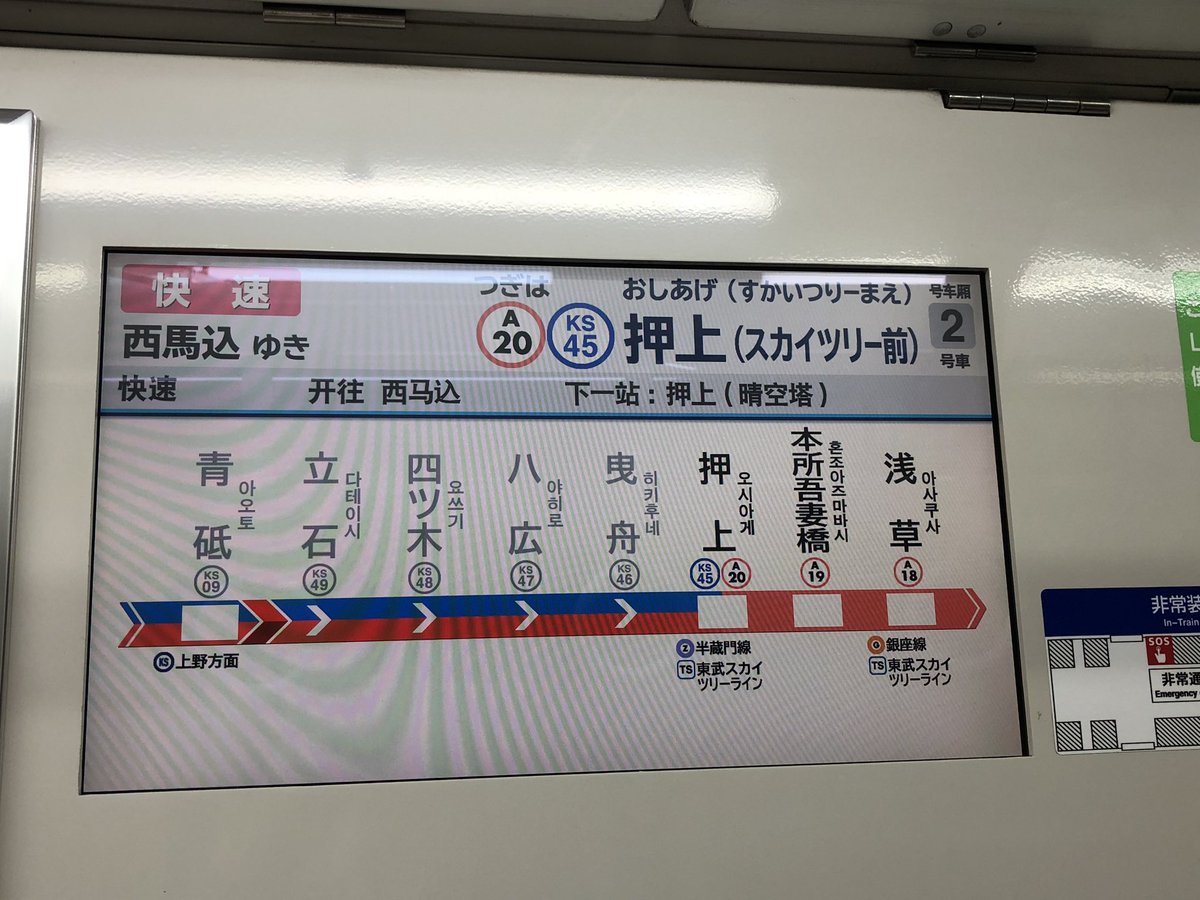 快速
つぎは
おしあげ（すかいつりーまえ）
号车厢
西馬込 ゆき
A
20
KS
45
押上(スカイツリー前)
2
号車
快速 开往 西马込 下一站：押上(晴空塔)
青砥
아오토
KS
09
立石
다테이시
KS
49
四ツ木
요쓰기
KS
48
八広
야히로
KS
47
曳舟
히키후네
KS
46
押上
오시아게
KS
45
A
20
本所吾妻橋
혼조아즈마바시
A
19
浅草
아사쿠사
A
18
KS 上野方面
Z 半蔵門線
TS 東武スカイ
ツリーライン
G 銀座線
TS 東武スカイ
ツリーライン
非常装
In-Train
SOS
非常通
Emergency